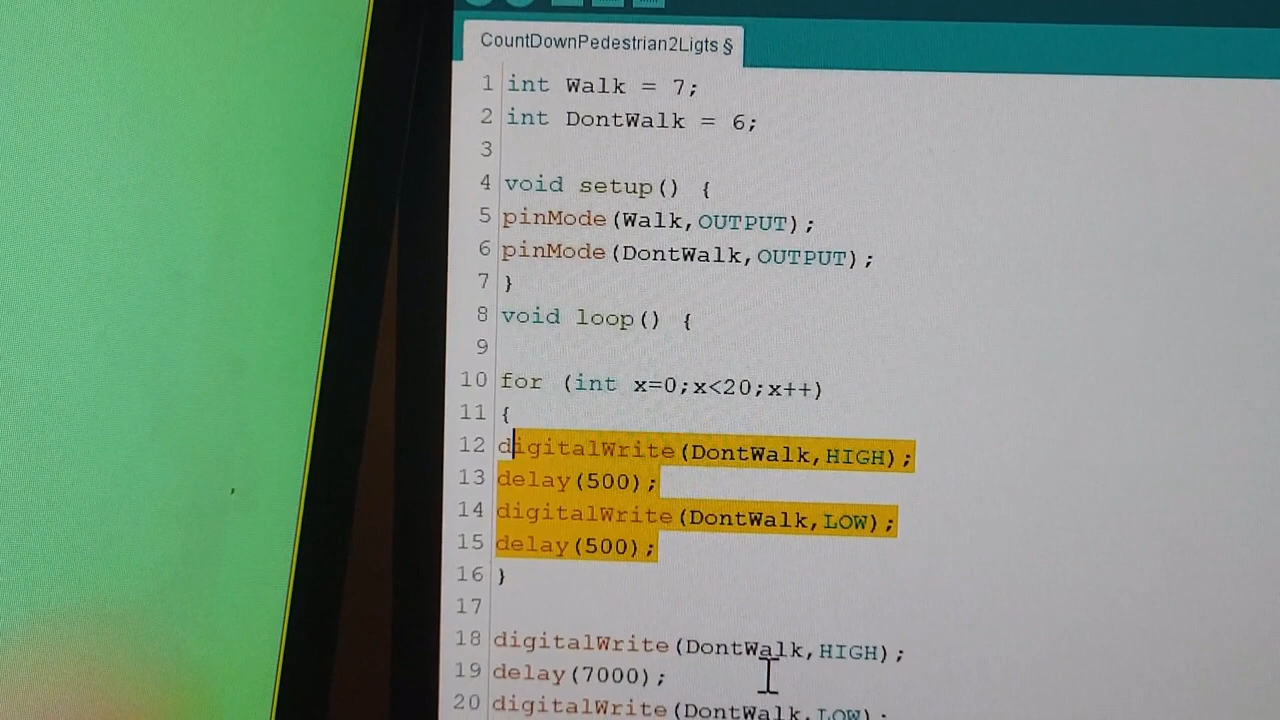 CountDownPedestrian2Ligts §
1 int Walk = 7;
2 int DontWalk = 6;
3
4 void setup() {
5 pinMode(Walk,OUTPUT);
6 pinMode(DontWalk,OUTPUT);
7 }
8 void loop() {
9
10 for (int x=0;x<20;x++)
11 {
12 digitalWrite(DontWalk,HIGH);
13 delay(500);
14 digitalWrite(DontWalk,LOW);
15 delay(500);
16 }
17
18 digitalWrite(DontWalk,HIGH);
19 delay(7000);
20 digitalWrite(DontWalk,LOW);